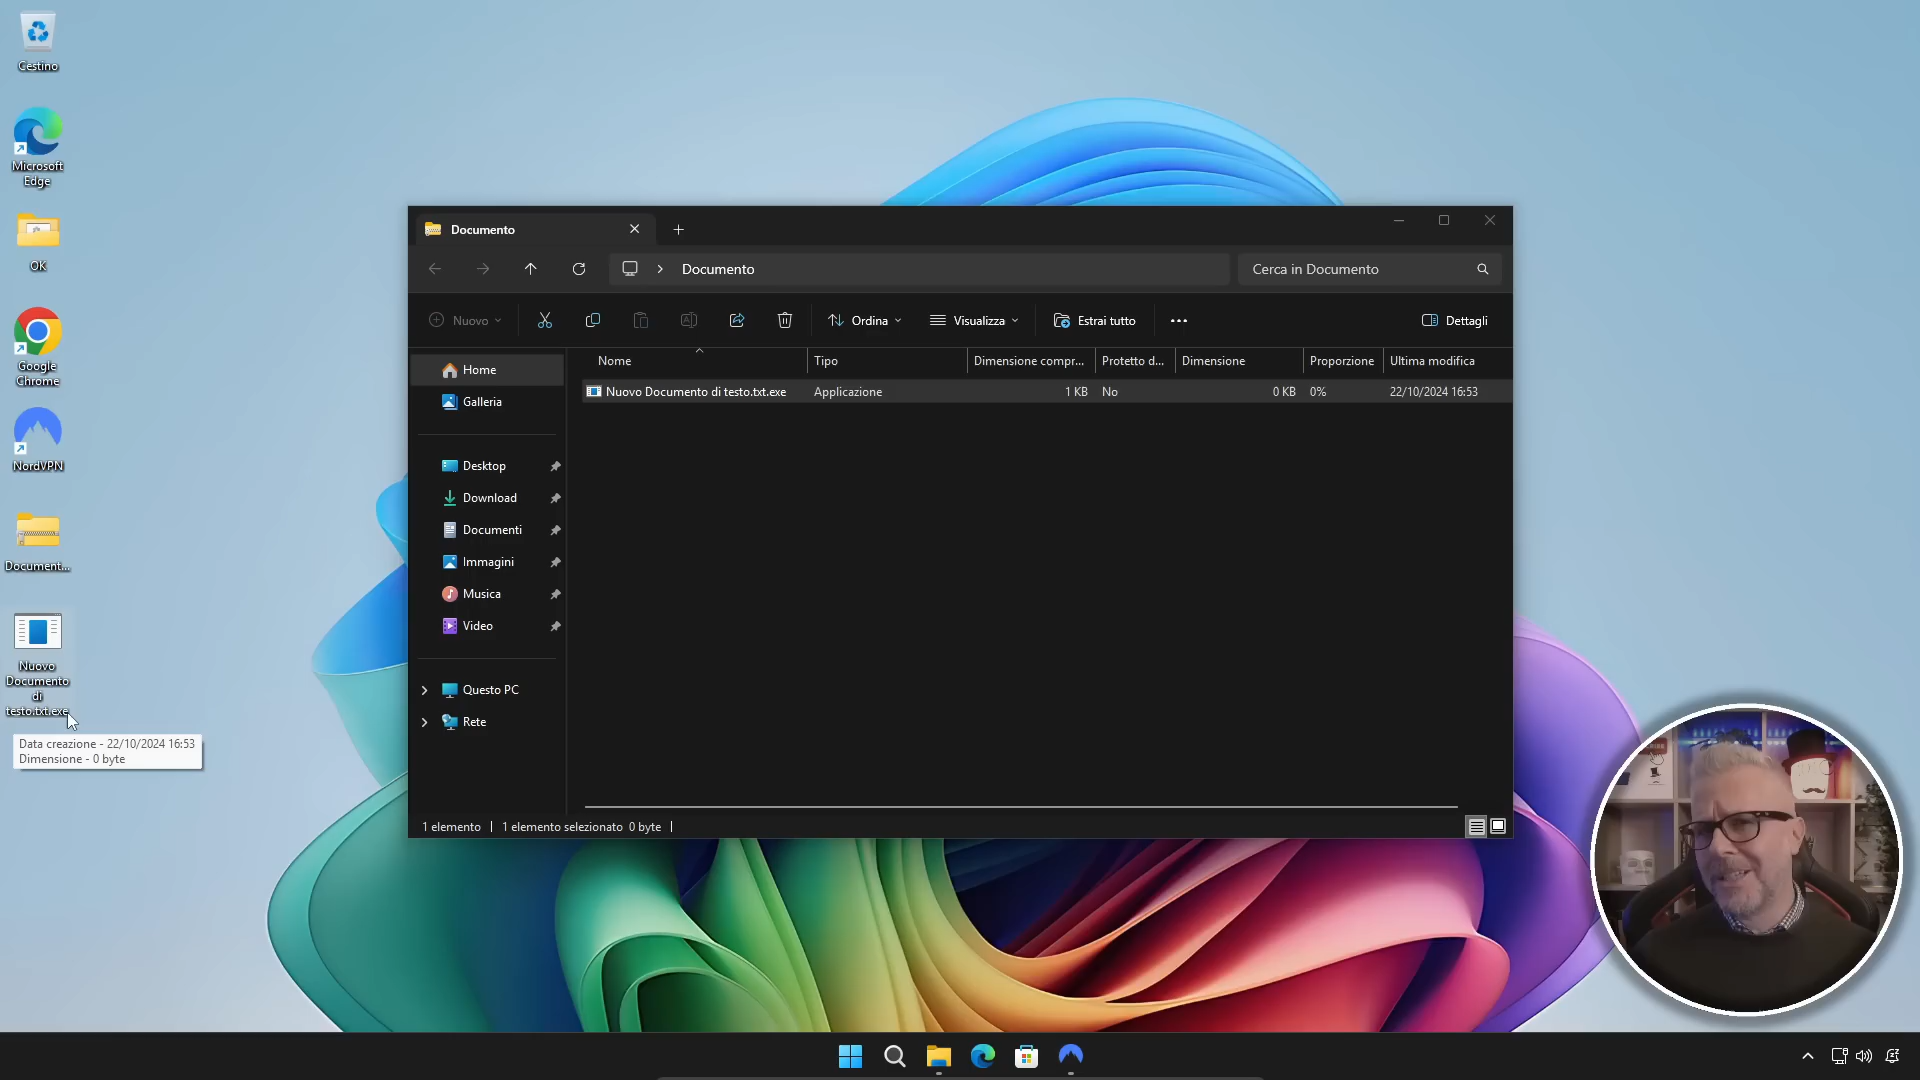 Cestino
Microsoft
Edge
OK
Google
Chrome
NordVPN
Document...
Nuovo
Documento
di
testo.txt.exe
Data creazione - 22/10/2024 16:53
Dimensione - 0 byte
Documento
Documento
Cerca in Documento
Nuovo
Ordina
Visualizza
Estrai tutto
Dettagli
Nome Tipo Dimensione compr... Protetto d... Dimensione Proporzione Ultima modifica
Nuovo Documento di testo.txt.exe Applicazione 1 KB No 0 KB 0% 22/10/2024 16:53
Home
Galleria
Desktop
Download
Documenti
Immagini
Musica
Video
Questo PC
Rete
1 elemento 1 elemento selezionato 0 byte